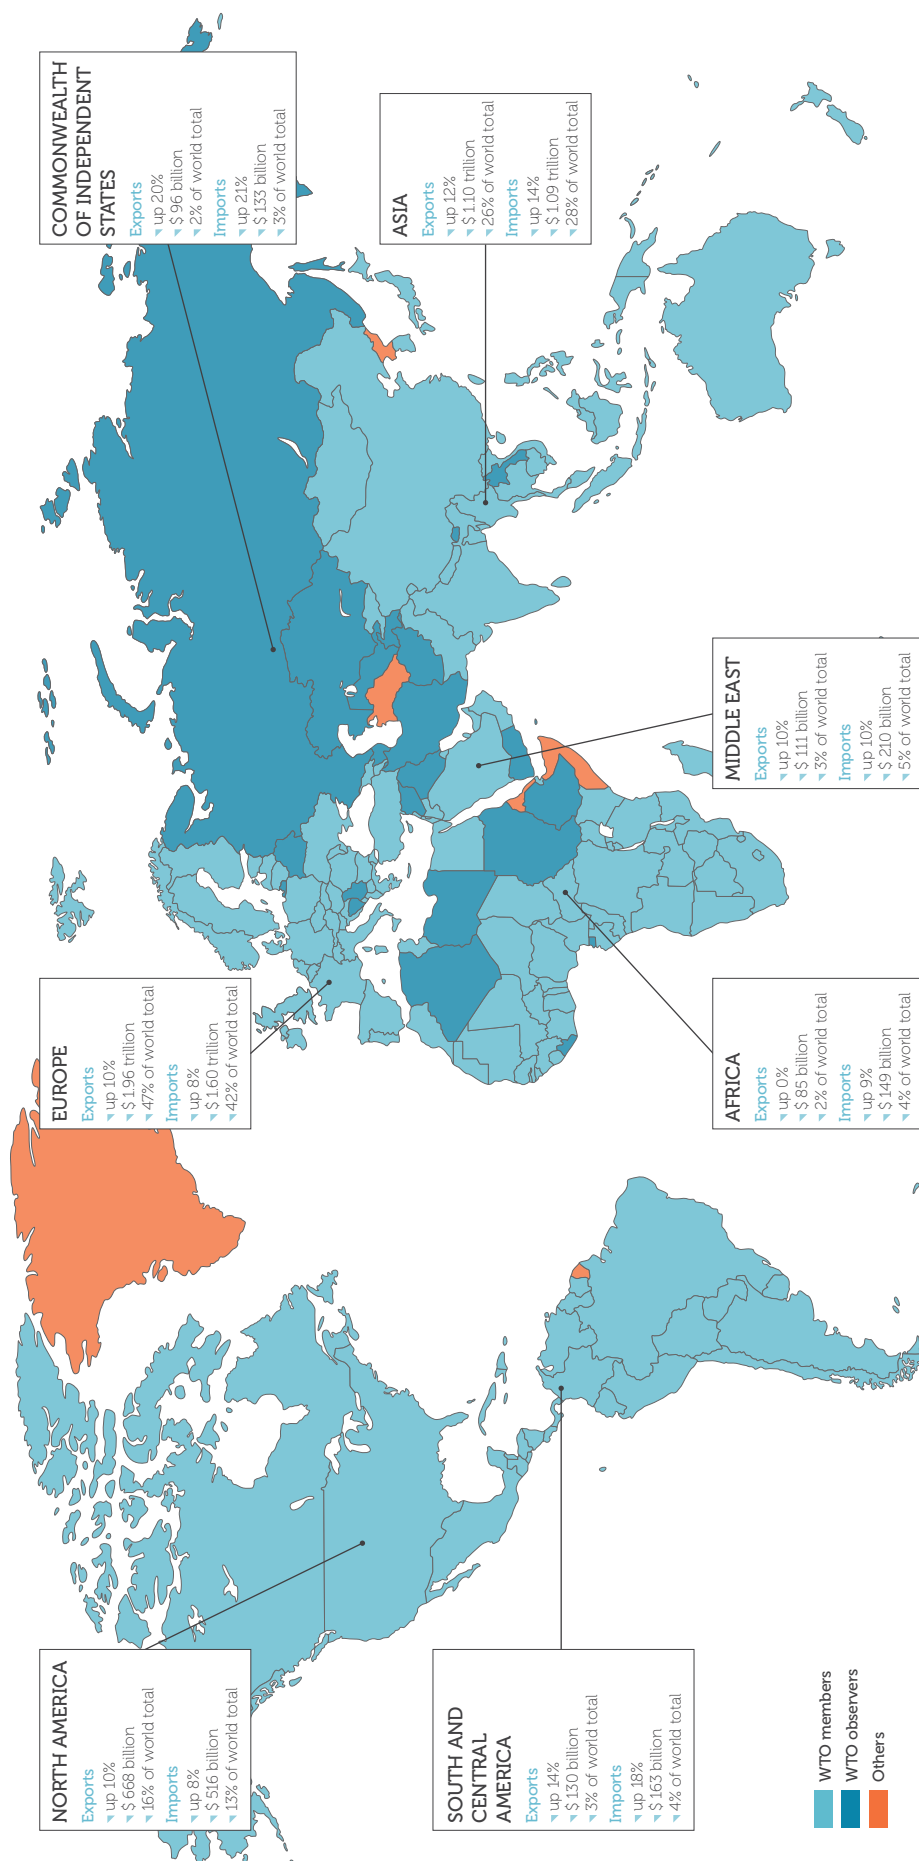 NORTH AMERICA
Exports
up 10%
$ 668 billion
16% of world total
Imports
up 8%
$ 516 billion
13% of world total
EUROPE
Exports
up 10%
$ 1.96 trillion
47% of world total
Imports
up 8%
$ 1.60 trillion
42% of world total
COMMONWEALTH
OF INDEPENDENT
STATES
Exports
up 20%
$ 96 billion
2% of world total
Imports
up 21%
$ 133 billion
3% of world total
SOUTH AND
CENTRAL
AMERICA
Exports
up 14%
$ 130 billion
3% of world total
Imports
up 18%
$ 163 billion
4% of world total
AFRICA
Exports
up 0%
$ 85 billion
2% of world total
Imports
up 9%
$ 149 billion
4% of world total
MIDDLE EAST
Exports
up 10%
$ 111 billion
3% of world total
Imports
up 10%
$ 210 billion
5% of world total
ASIA
Exports
up 12%
$ 1.10 trillion
26% of world total
Imports
up 14%
$ 1.09 trillion
28% of world total
WTO members
WTO observers
Others